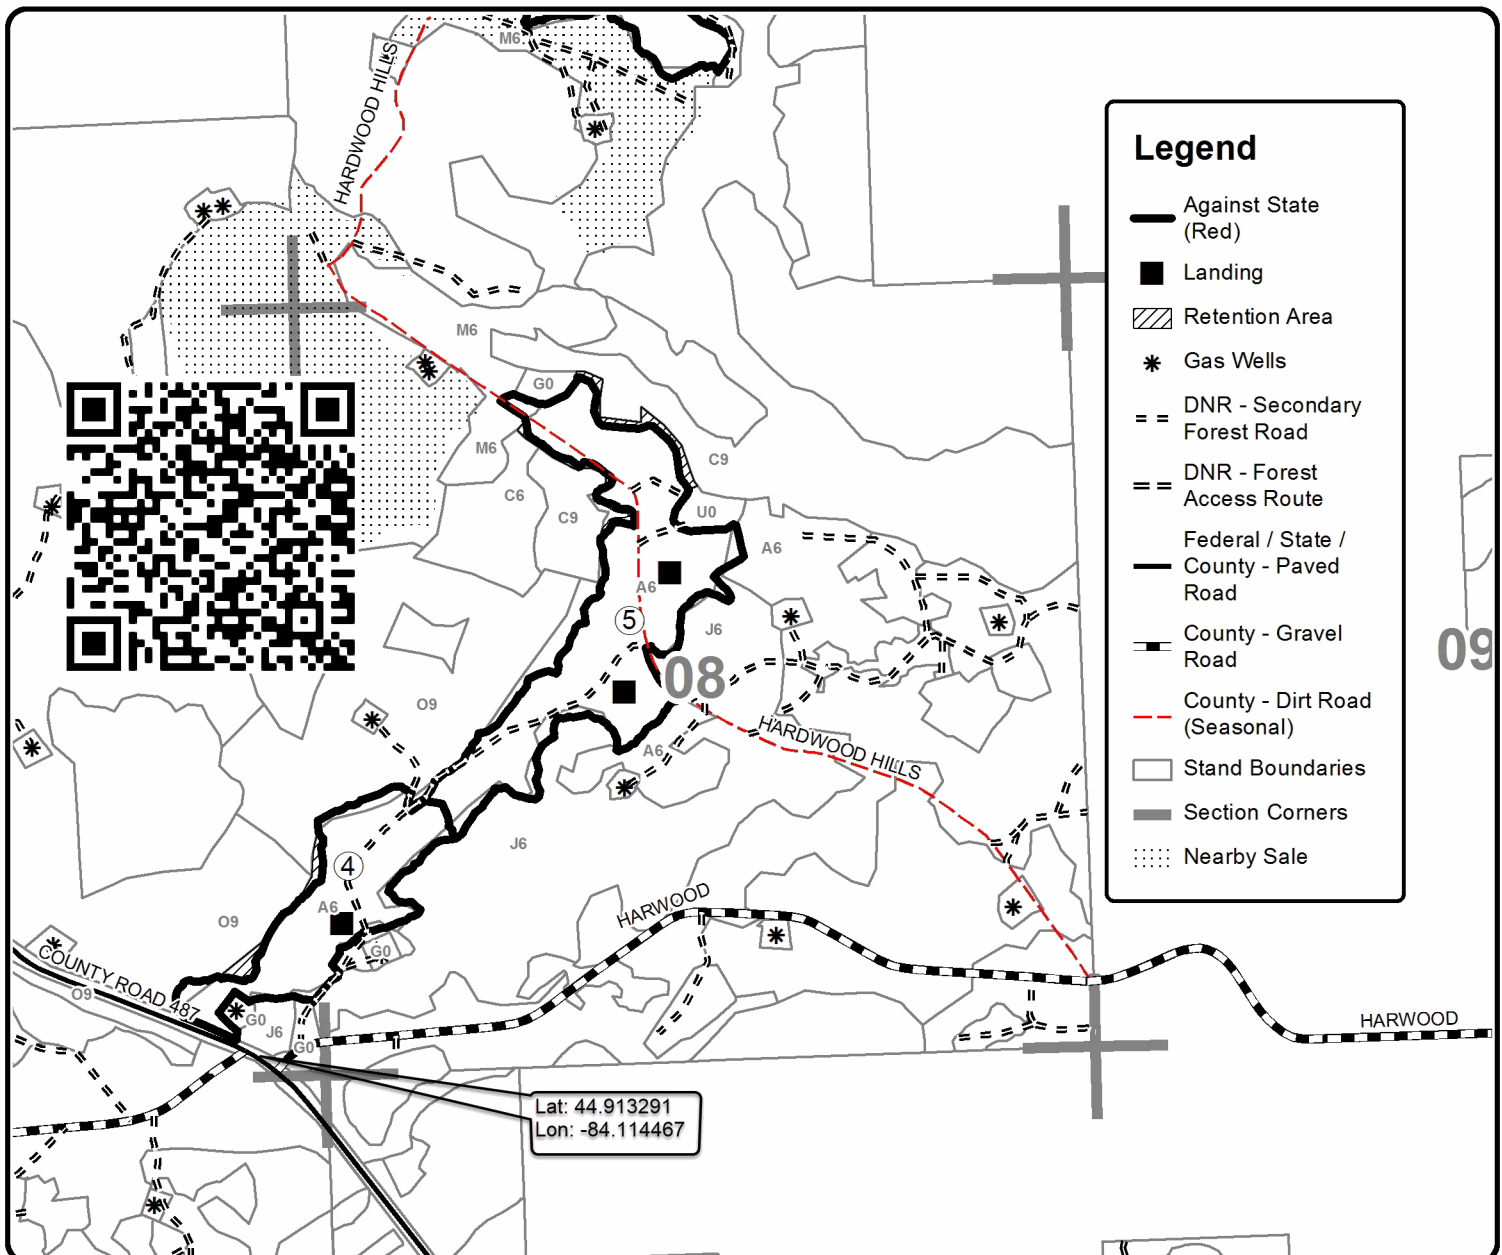 M6
HARDWOOD HILLS
M6
G0
M6
C9
C6
C9
U0
A6
A6
5
J6
08
O9
HARDWOOD HILLS
A6
J6
4
A6
O9
HARWOOD
G0
COUNTY ROAD 487
O9
G0
J6
G0
HARWOOD
Lat: 44.913291
Lon: -84.114467
09
Legend
Against State
(Red)
Landing
Retention Area
Gas Wells
DNR - Secondary
Forest Road
DNR - Forest
Access Route
Federal / State /
County - Paved
Road
County - Gravel
Road
County - Dirt Road
(Seasonal)
Stand Boundaries
Section Corners
Nearby Sale